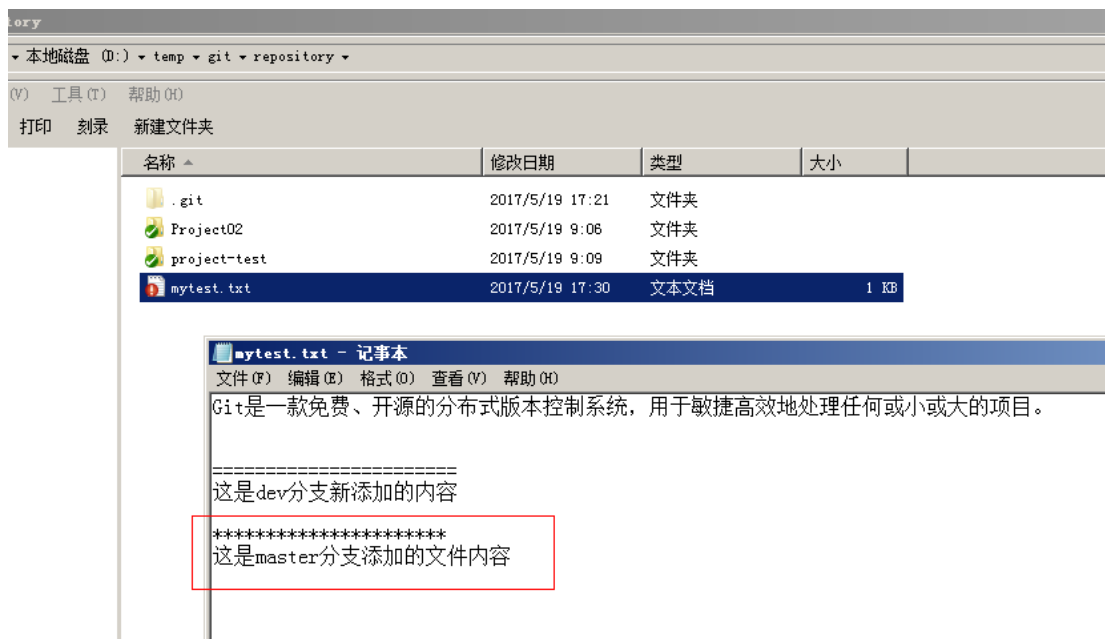 tory
本地磁盘 (D:) temp git repository
(V) 工具(T) 帮助(H)
打印 刻录 新建文件夹
名称 修改日期 类型 大小
.git 2017/5/19 17:21 文件夹
Project02 2017/5/19 9:06 文件夹
project-test 2017/5/19 9:09 文件夹
mytest.txt 2017/5/19 17:30 文本文档 1 KB
mytest.txt - 记事本
文件(F) 编辑(E) 格式(O) 查看(V) 帮助(H)
Git是一款免费、开源的分布式版本控制系统，用于敏捷高效地处理任何或小或大的项目。
=======================
这是dev分支新添加的内容
**********************
这是master分支添加的文件内容